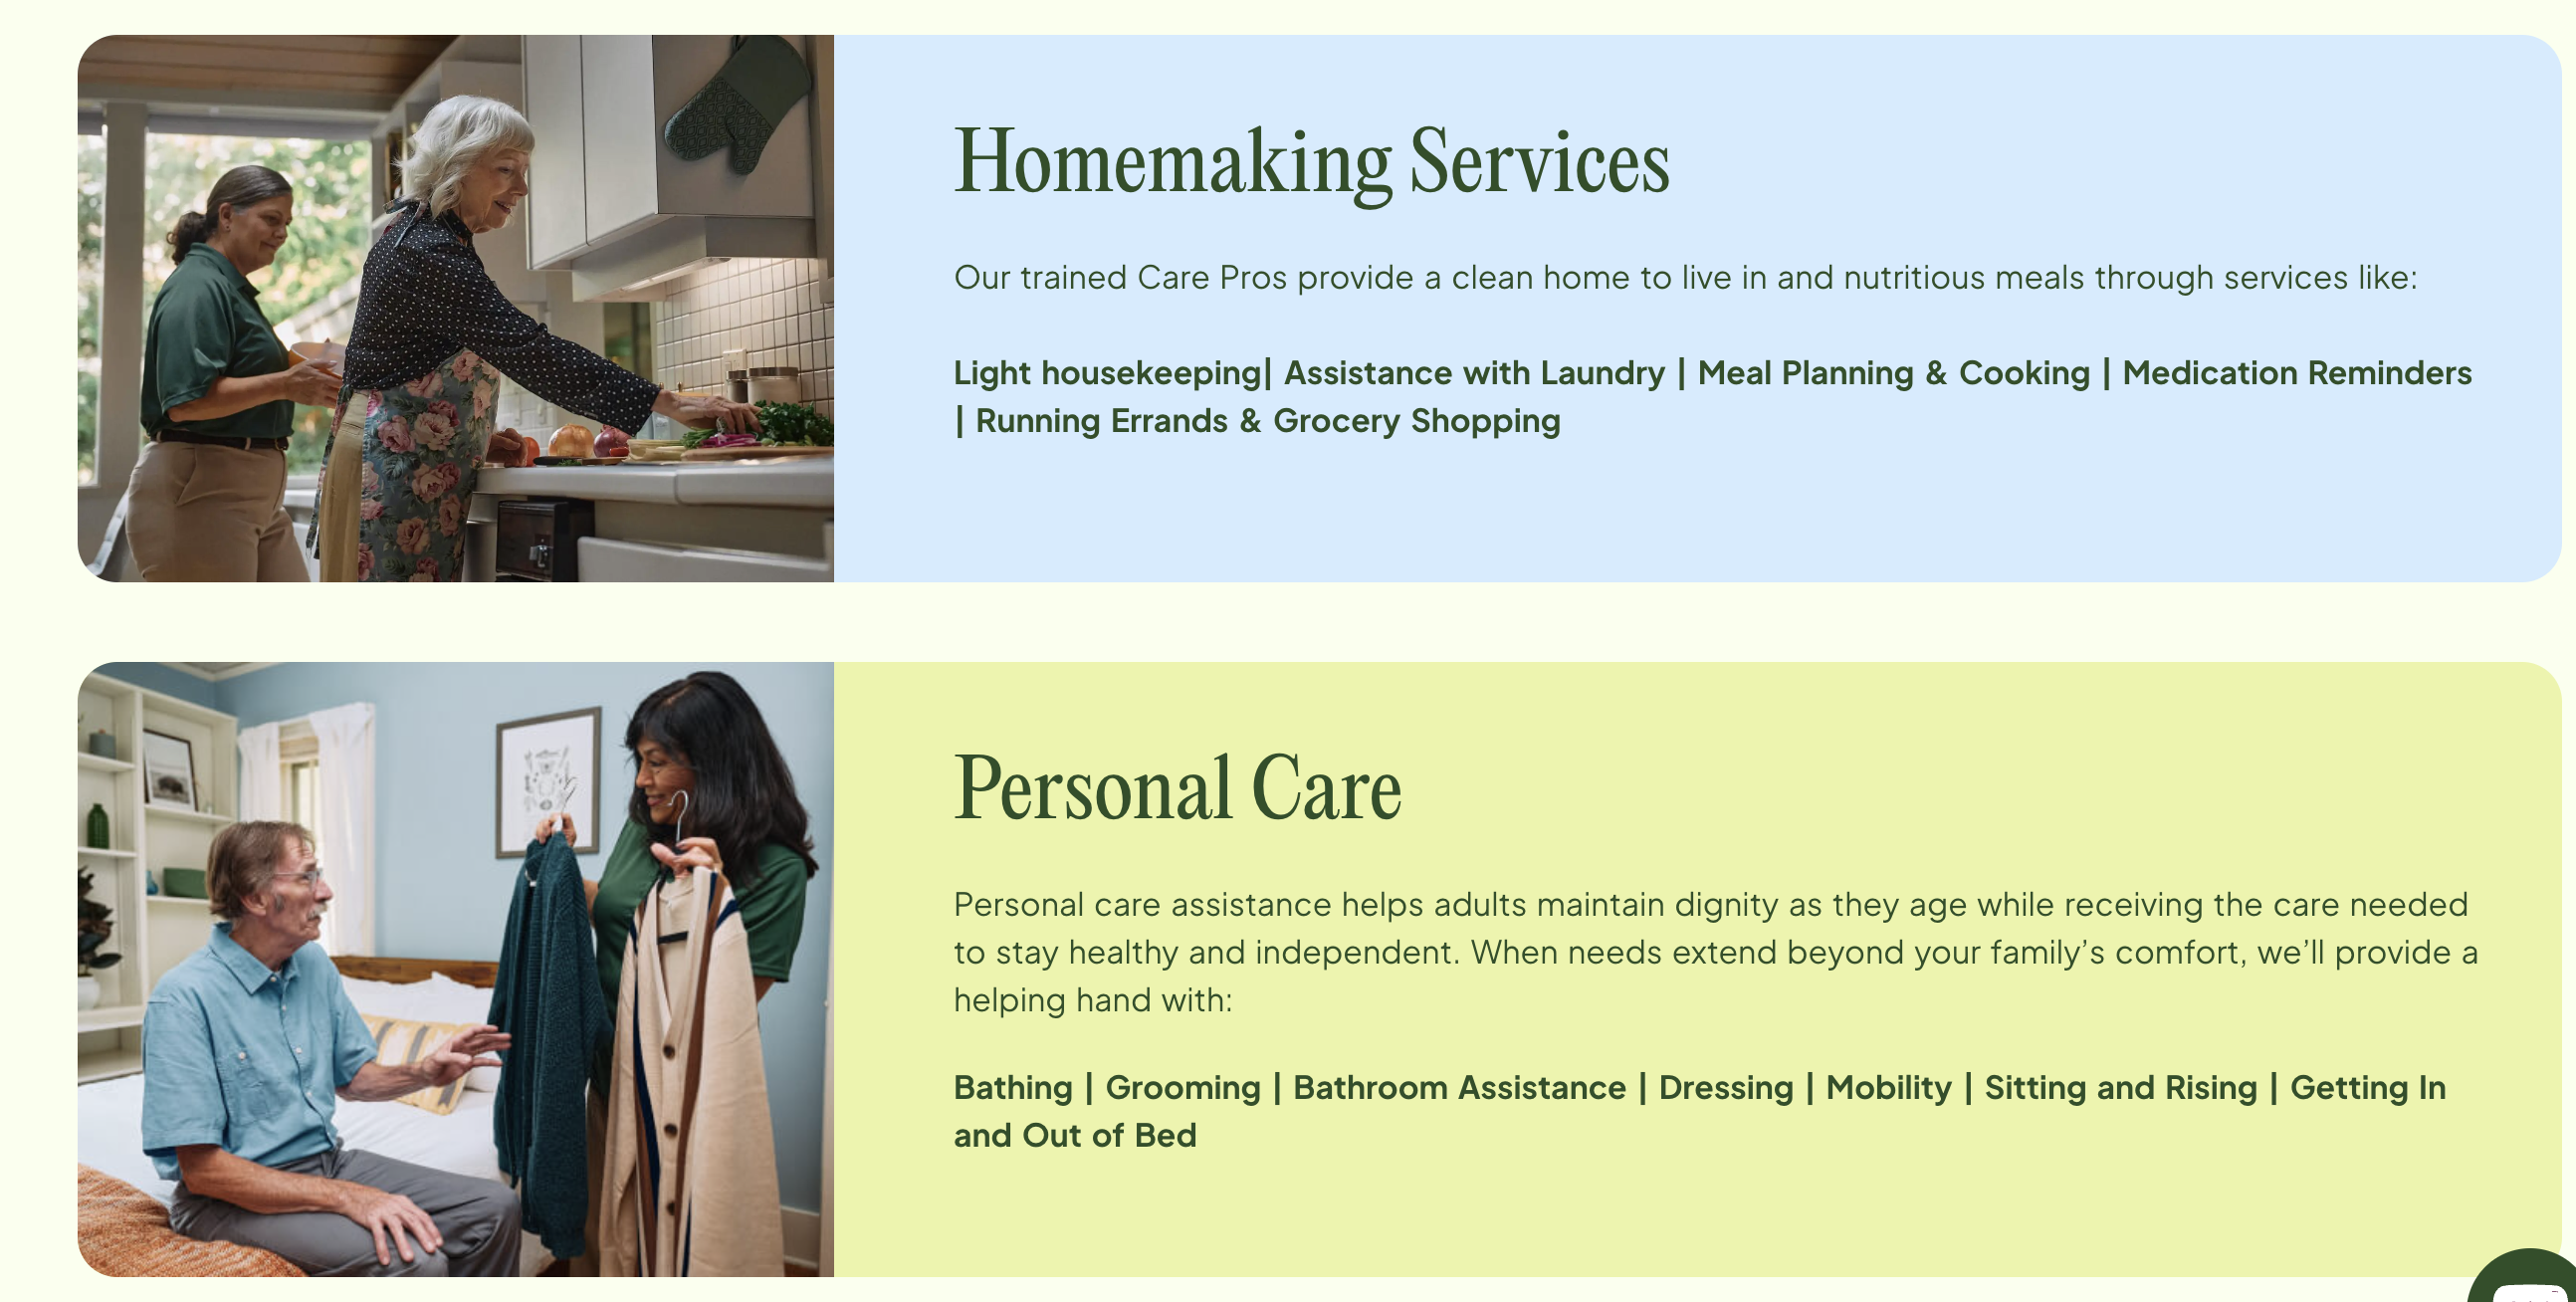 Homemaking Services
Our trained Care Pros provide a clean home to live in and nutritious meals through services like:
Light housekeeping| Assistance with Laundry | Meal Planning & Cooking | Medication Reminders
| Running Errands & Grocery Shopping
Personal Care
Personal care assistance helps adults maintain dignity as they age while receiving the care needed
to stay healthy and independent. When needs extend beyond your family’s comfort, we’ll provide a
helping hand with:
Bathing | Grooming | Bathroom Assistance | Dressing | Mobility | Sitting and Rising | Getting In
and Out of Bed